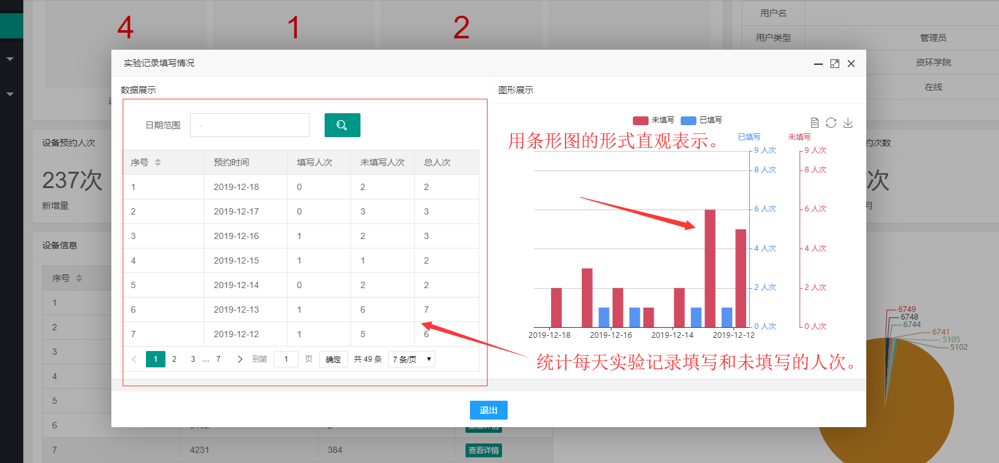 4
1
2
用户名
用户类型 管理员
资环学院
在线
设备预约人次
237次
新增量
约次数
次
月
设备信息
序号
1
2
3
4
5
6
7 4231 384 查看详情
实验记录填写情况
数据展示
日期范围 -
序号 预约时间 填写人次 未填写人次 总人次
1 2019-12-18 0 2 2
2 2019-12-17 0 3 3
3 2019-12-16 1 2 3
4 2019-12-15 1 1 2
5 2019-12-14 0 2 2
6 2019-12-13 1 6 7
7 2019-12-12 1 5 6
1 2 3 … 7 到第 1 页 确定 共 49 条 7 条/页
图形展示
未填写 已填写
用条形图的形式直观表示。
已填写 未填写
9 人次 9 人次
8 人次 8 人次
6 人次 6 人次
4 人次 4 人次
2 人次 2 人次
0 人次 0 人次
2019-12-18 2019-12-16 2019-12-14 2019-12-12
统计每天实验记录填写和未填写的人次。
退出
6749
6748
6744
6741
5105
5102